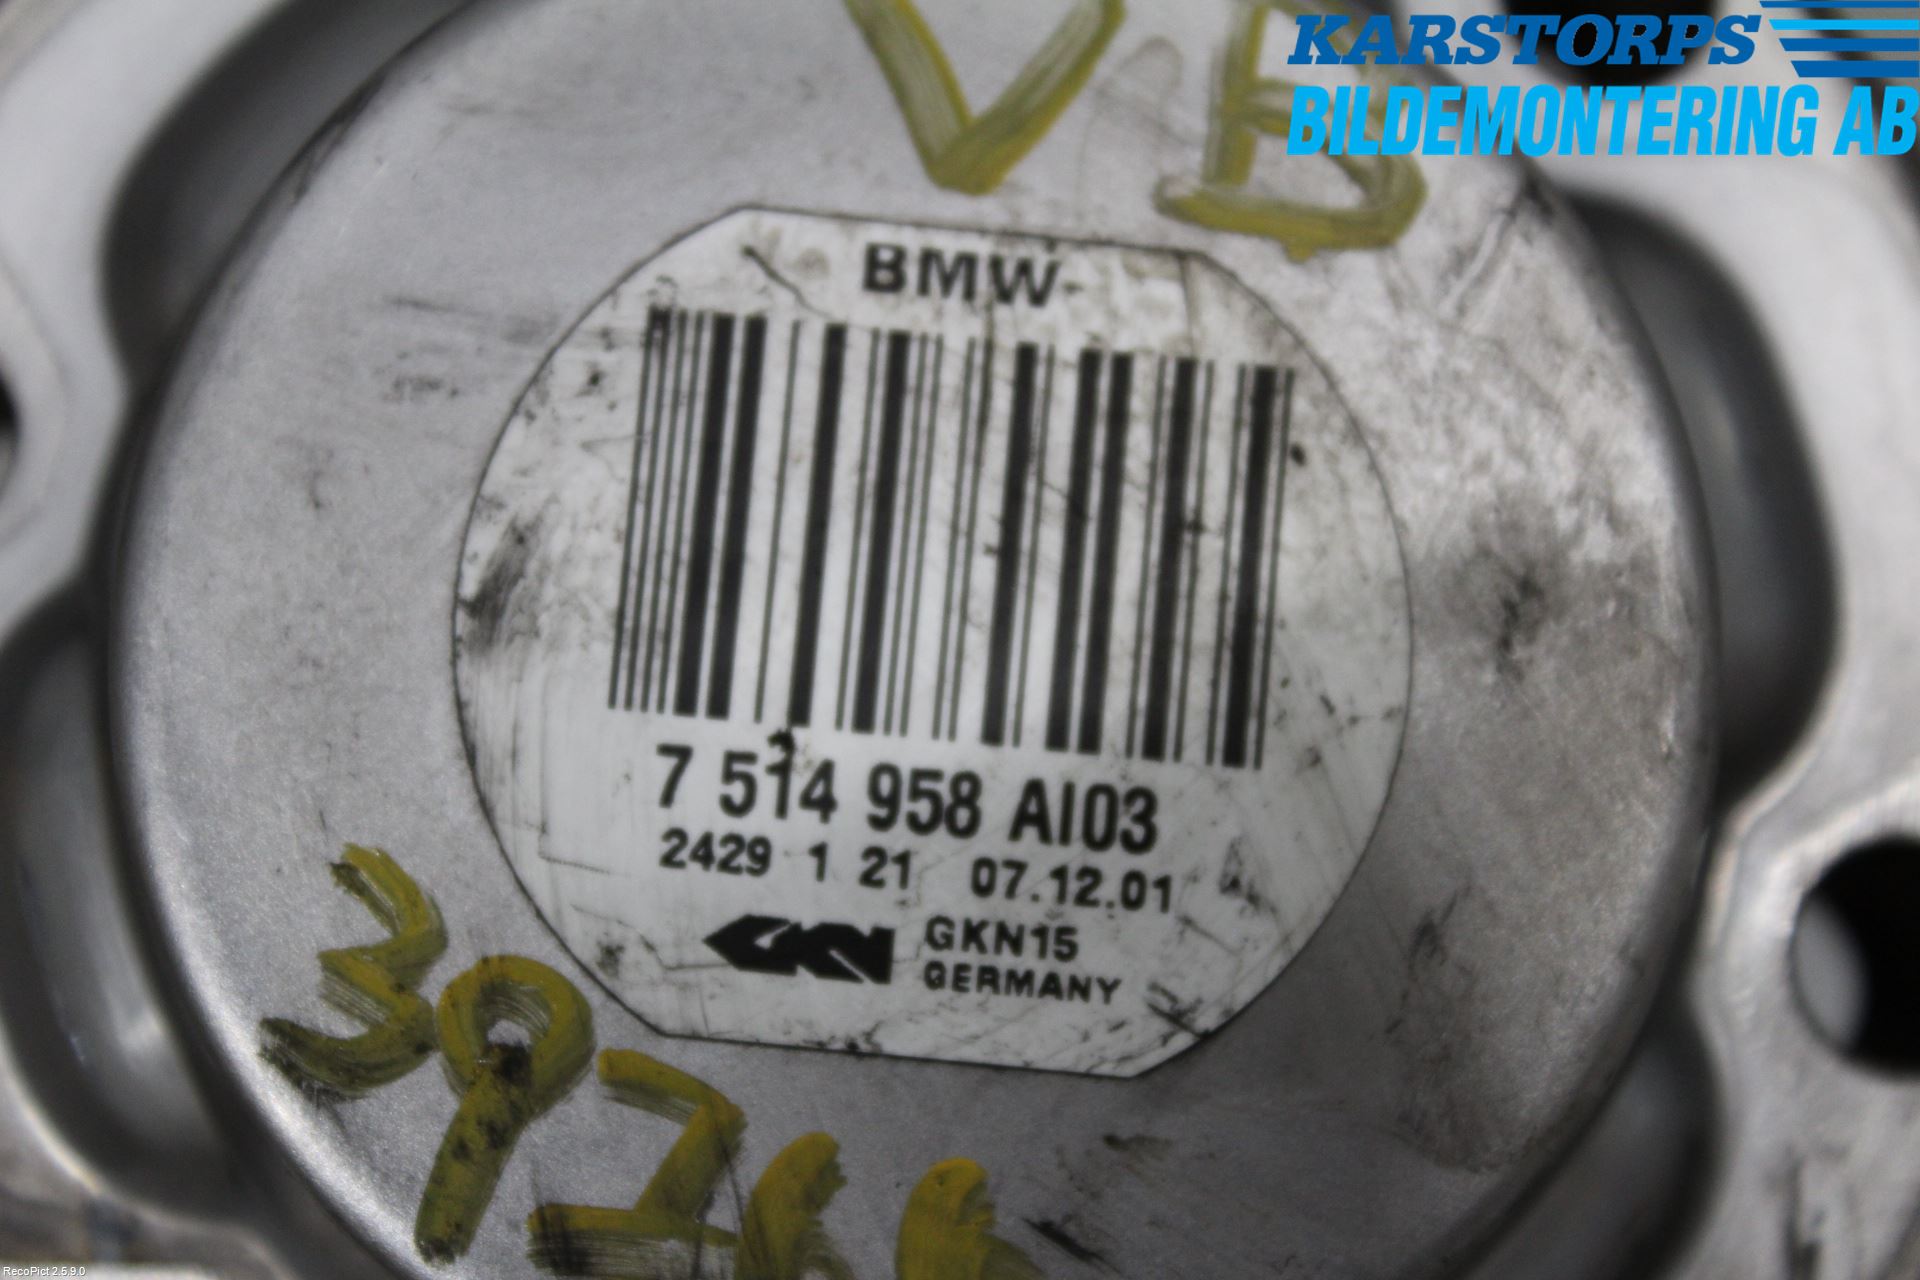 KARSTORPS
BILDEMONTERING AB
VB
BMW
7 514 958 AI03
2429 1 21 07.12.01
GKN GKN15
GERMANY
RecoPict 2.5.9.0